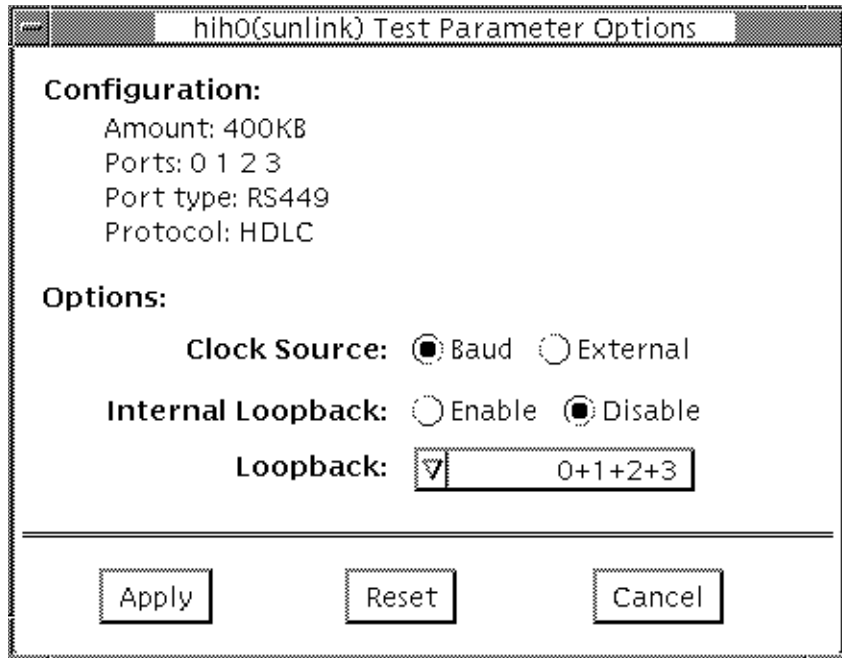 hih0(sunlink) Test Parameter Options
Configuration:
Amount: 400KB
Ports: 0 1 2 3
Port type: RS449
Protocol: HDLC
Options:
Clock Source: Baud External
Internal Loopback: Enable Disable
Loopback: 0+1+2+3
Apply Reset Cancel